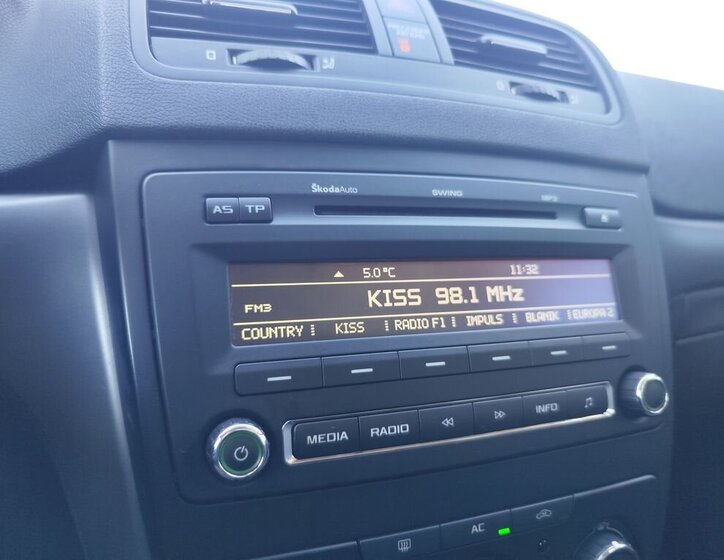 ŠkodaAuto SWING MP3
AS TP
5.0°C 11:32
KISS 98.1 MHz
FM3
COUNTRY KISS RADIO F1 IMPULS BLANIK EUROPA 2
MEDIA RADIO INFO
AC